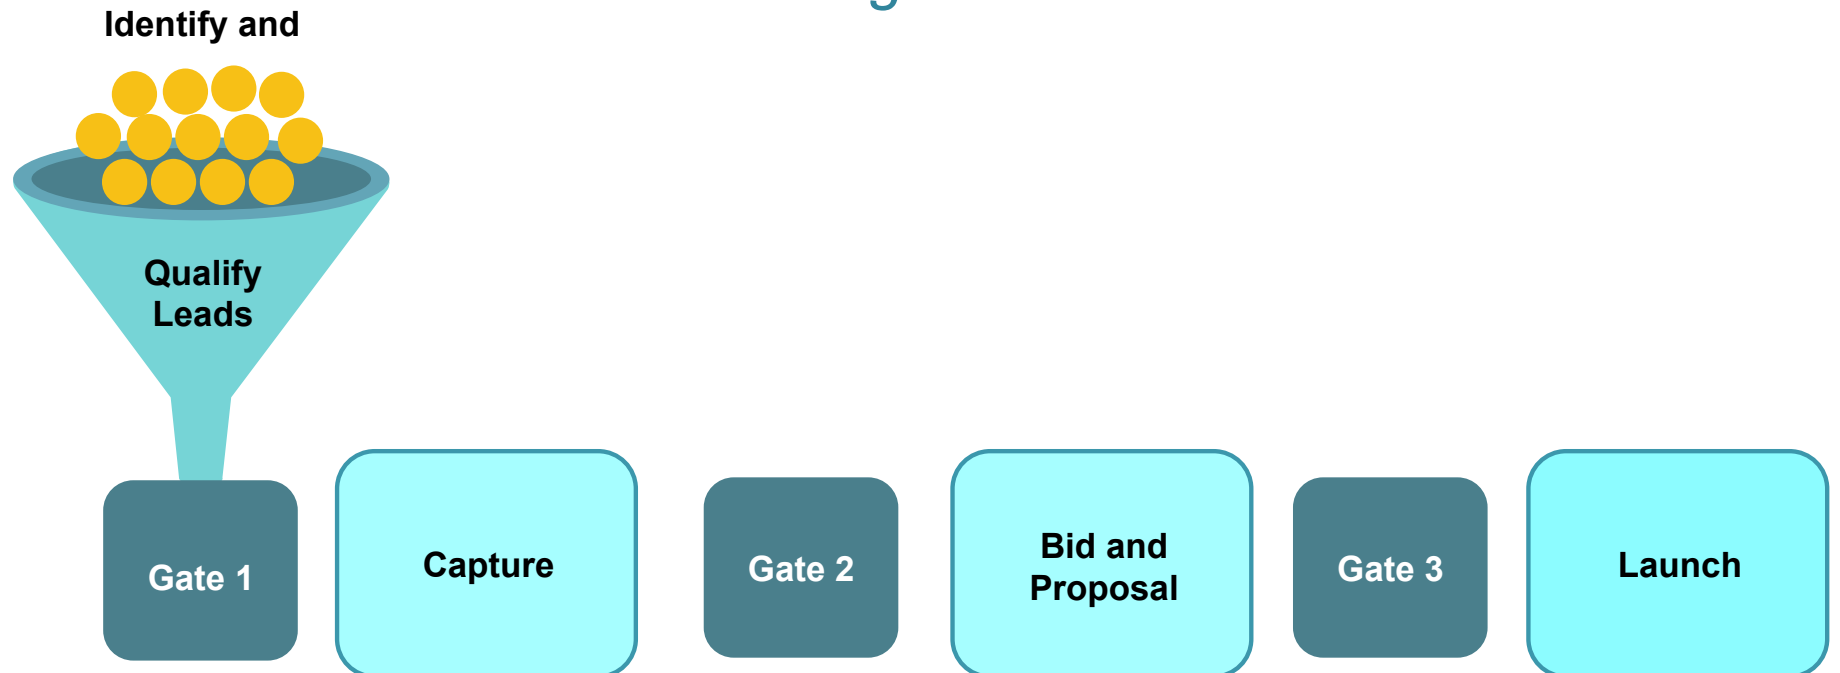 Identify and
Qualify
Leads
Gate 1
Capture
Gate 2
Bid and
Proposal
Gate 3
Launch